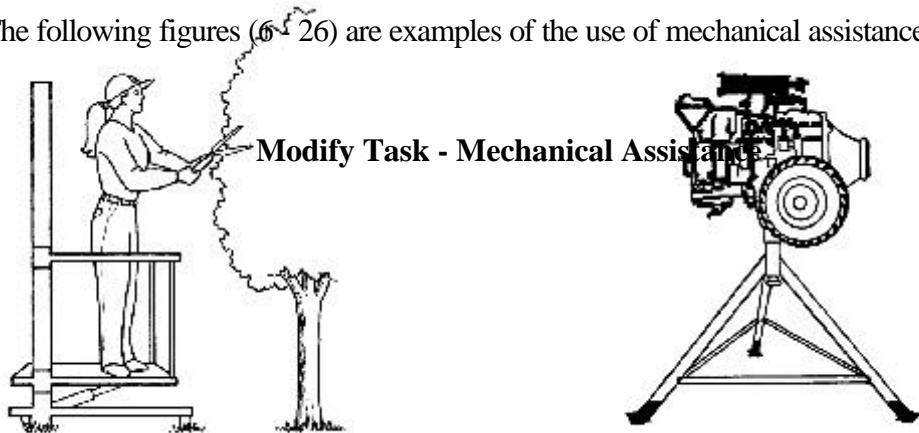 The following figures (6 - 26) are examples of the use of mechanical assistance
Modify Task - Mechanical Assistance